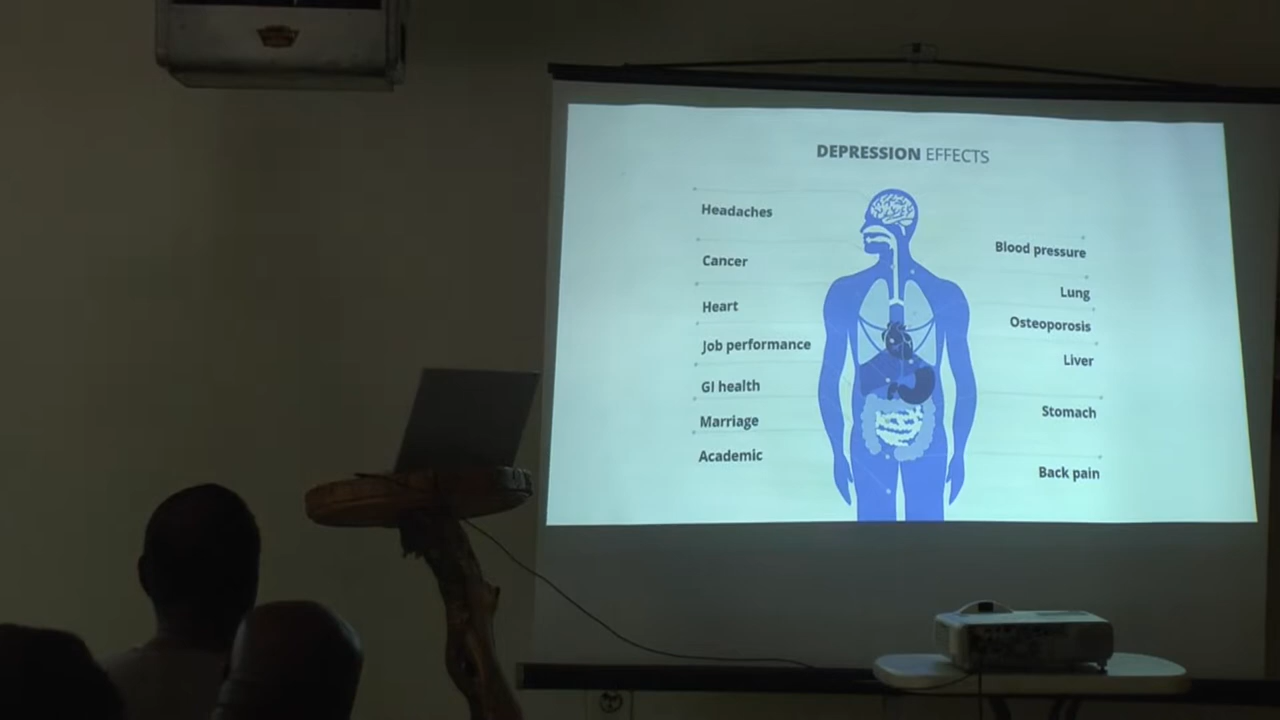 DEPRESSION EFFECTS
Headaches
Cancer
Heart
Job performance
GI health
Marriage
Academic
Blood pressure
Lung
Osteoporosis
Liver
Stomach
Back pain